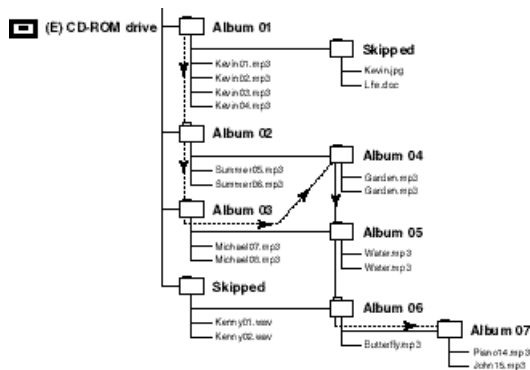 (E) CD-ROM drive
Album 01
Kevin01.mp3
Kevin02.mp3
Kevin03.mp3
Kevin04.mp3
Skipped
Kevin.jpg
Life.doc
Album 02
Summer05.mp3
Summer06.mp3
Album 04
Garden.mp3
Garden.mp3
Album 03
Michael07.mp3
Michael08.mp3
Album 05
Water.mp3
Water.mp3
Skipped
Kenny01.wav
Kenny02.wav
Album 06
Butterfly.mp3
Album 07
Piano14.mp3
John15.mp3